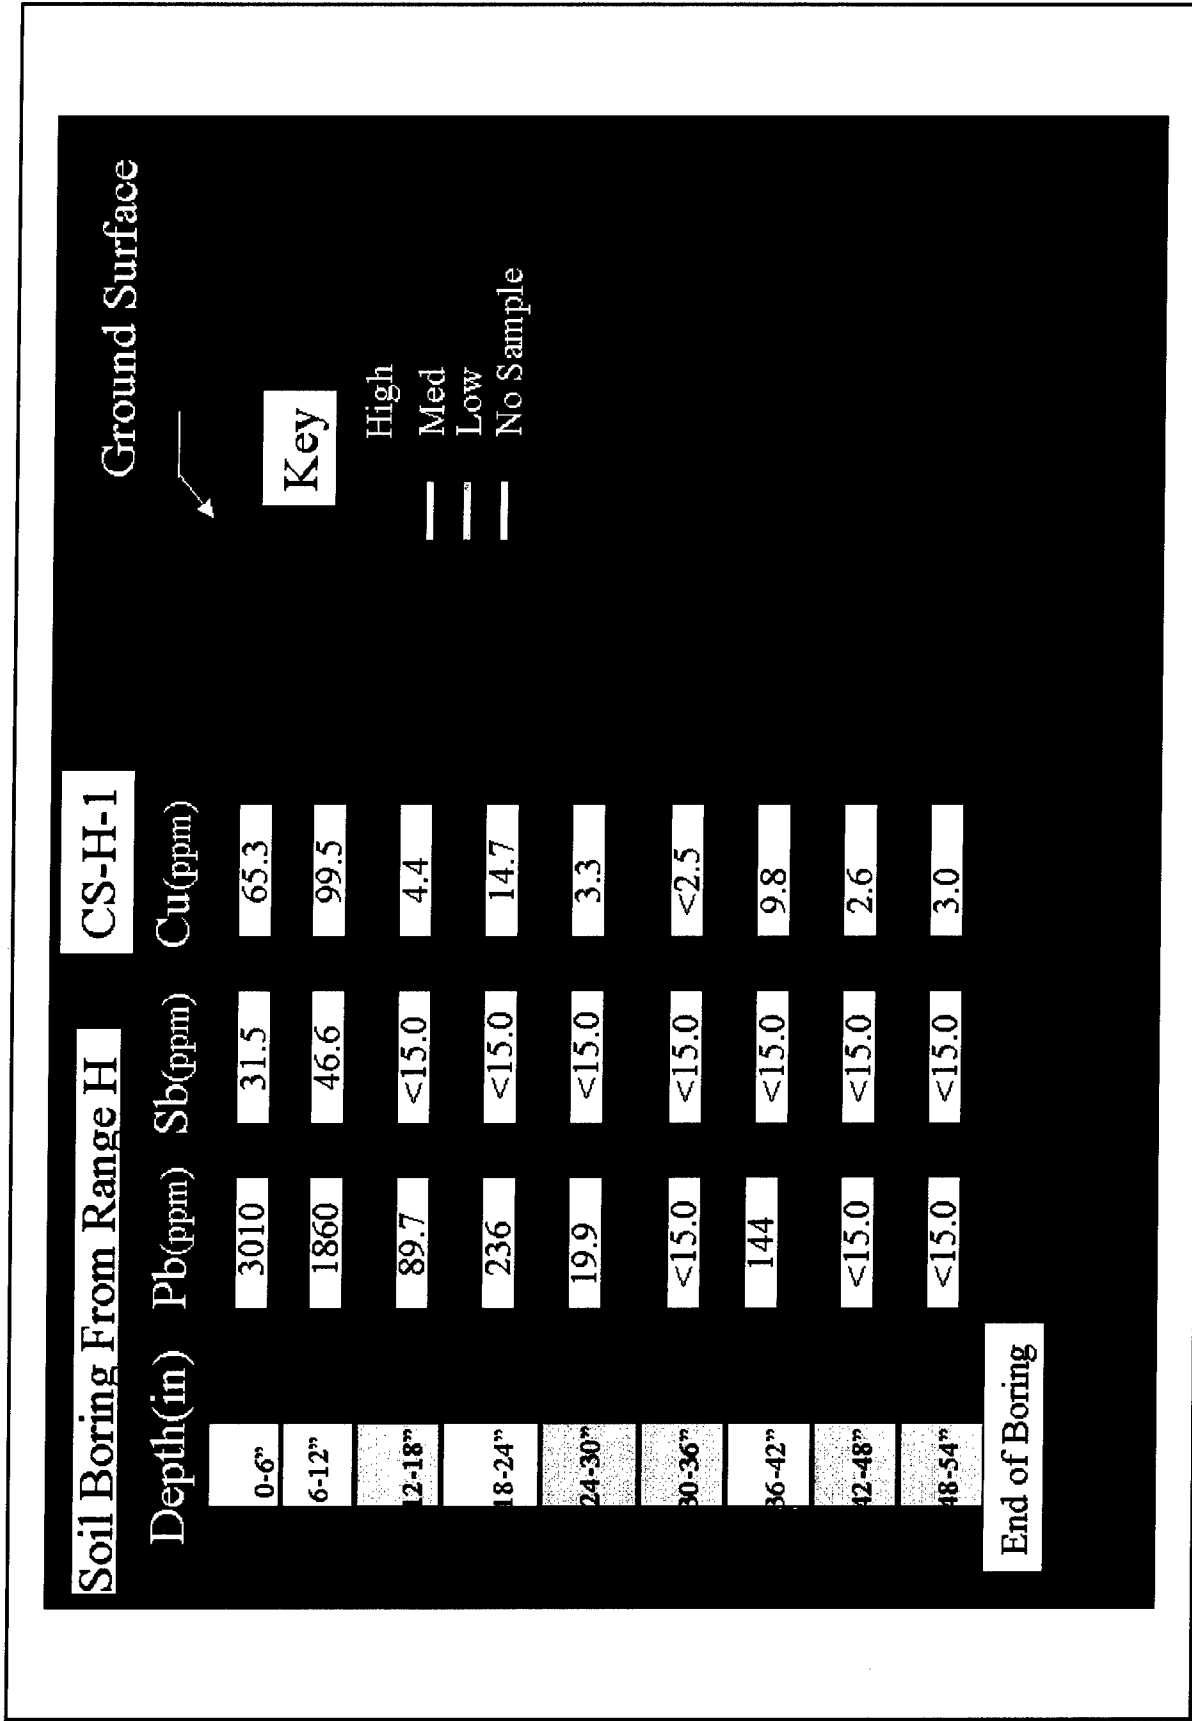 Soil Boring From Range H
CS-H-1
Ground Surface
Depth(in) Pb(ppm) Sb(ppm) Cu(ppm)
0-6” 3010 31.5 65.3
6-12” 1860 46.6 99.5
12-18” 89.7 <15.0 4.4
18-24” 236 <15.0 14.7
24-30” 19.9 <15.0 3.3
30-36” <15.0 <15.0 <2.5
36-42” 144 <15.0 9.8
42-48” <15.0 <15.0 2.6
48-54” <15.0 <15.0 3.0
End of Boring
Key
High
Med
Low
No Sample